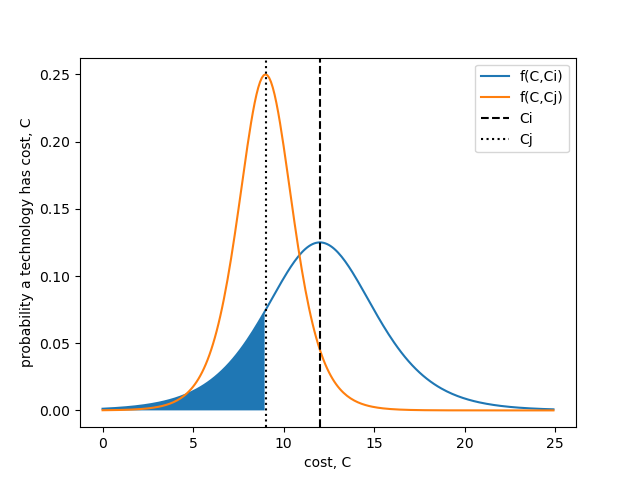 f(C,Ci)
f(C,Cj)
Ci
Cj
probability a technology has cost, C
0.25
0.20
0.15
0.10
0.05
0.00
0 5 10 15 20 25
cost, C